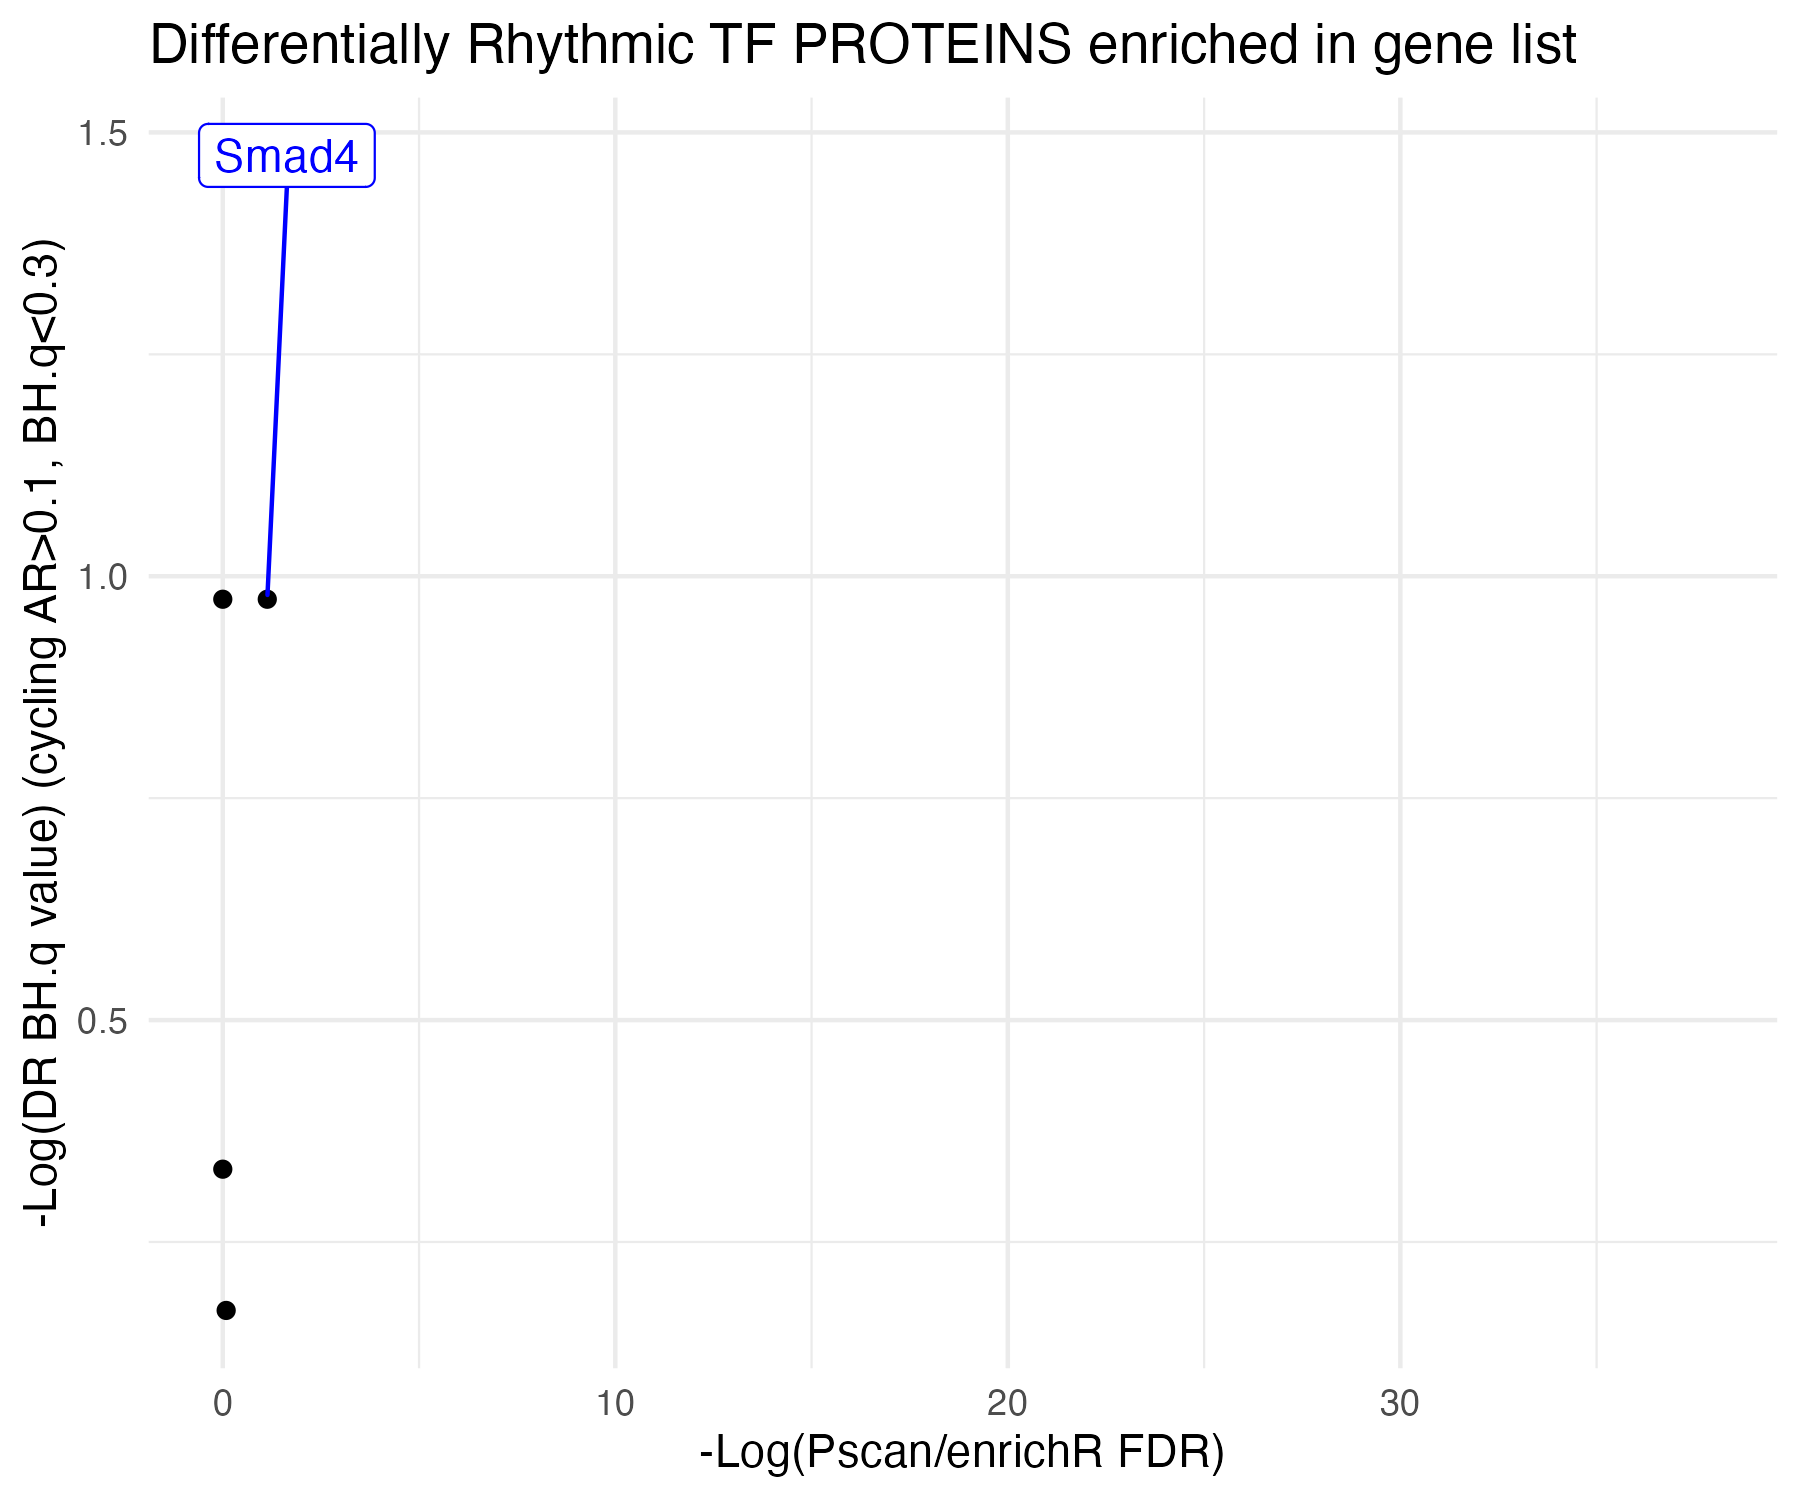 Differentially Rhythmic TF PROTEINS enriched in gene list
-Log(DR BH.q value) (cycling AR>0.1, BH.q<0.3)
1.5
1.0
0.5
Smad4
0
10
20
30
-Log(Pscan/enrichR FDR)